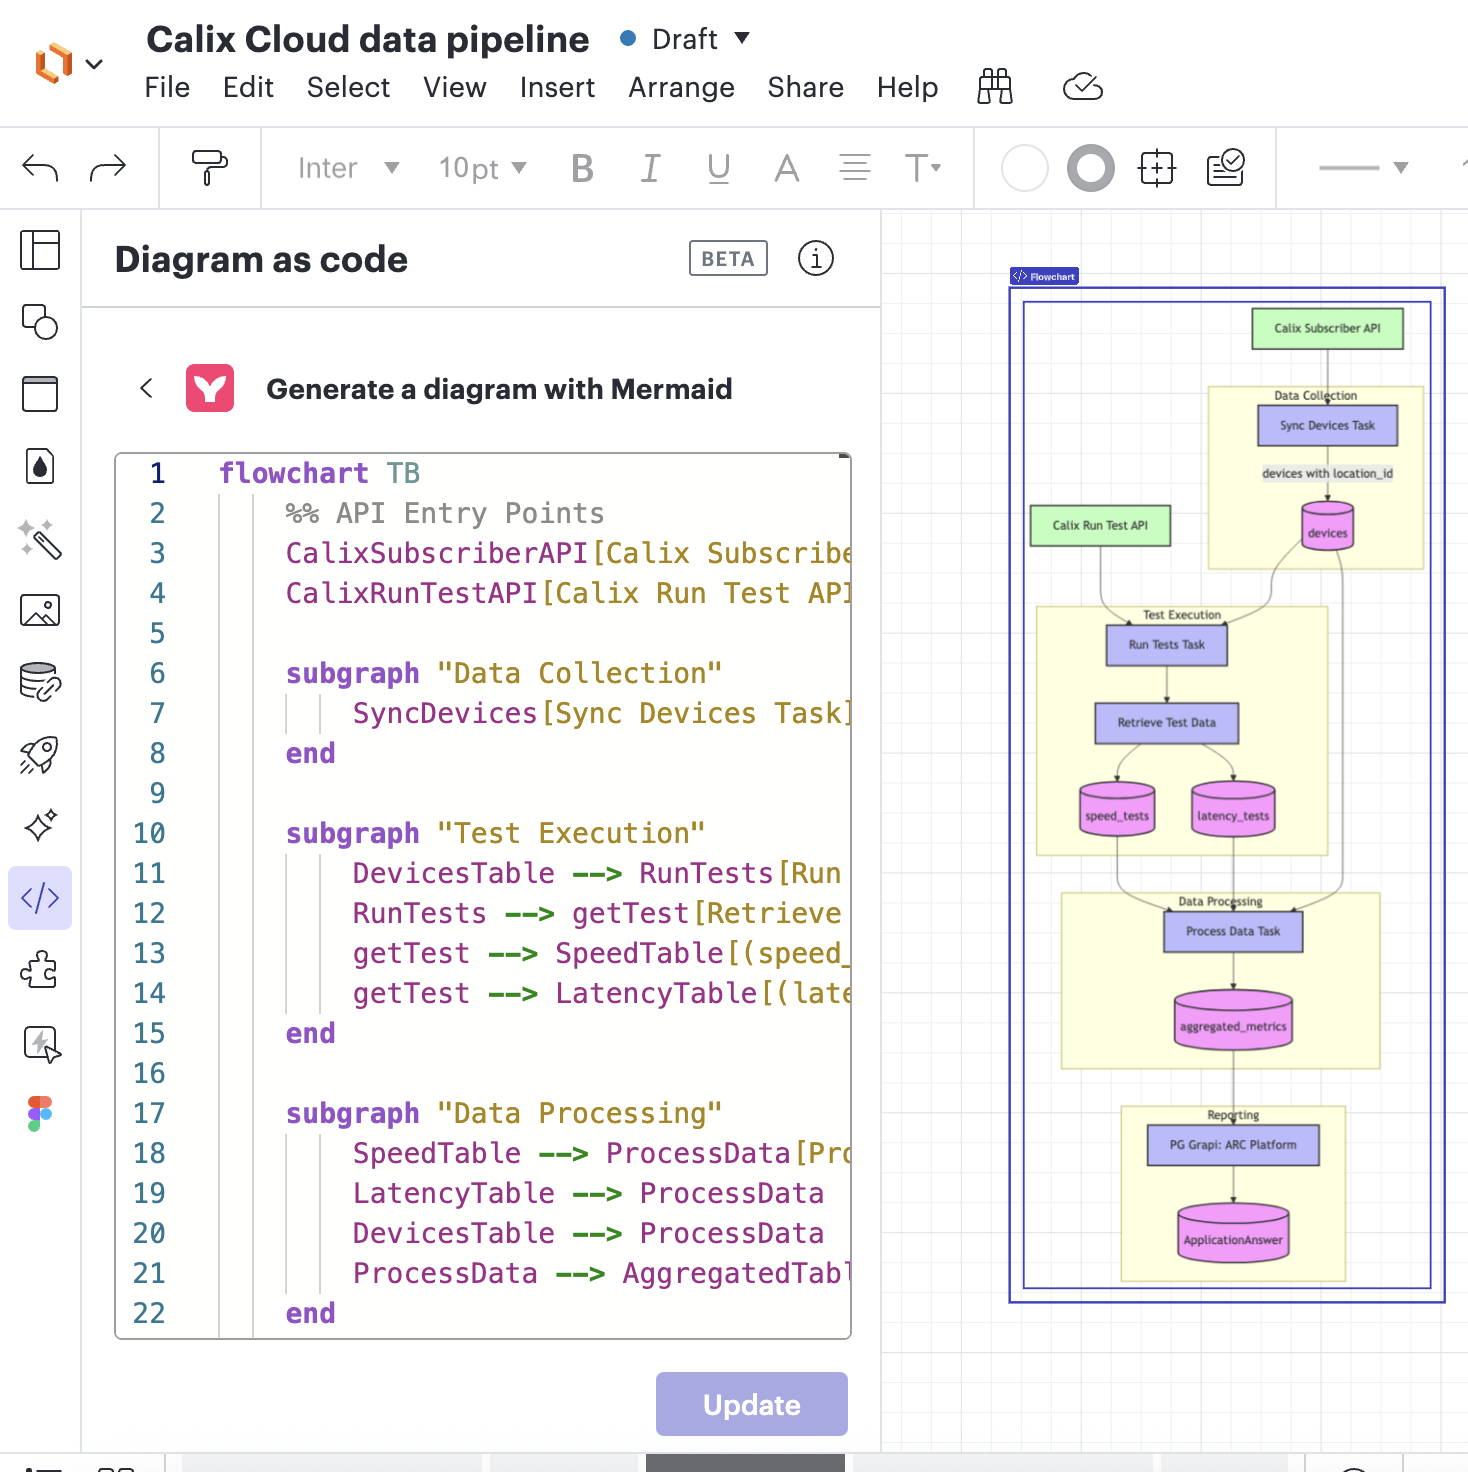 Calix Cloud data pipeline
Draft
File Edit Select View Insert Arrange Share Help
Inter 10pt B I U A T
Diagram as code
BETA
i
Generate a diagram with Mermaid
1 flowchart TB
2 %% API Entry Points
3 CalixSubscriberAPI[Calix Subscribe
4 CalixRunTestAPI[Calix Run Test API
5
6 subgraph "Data Collection"
7 SyncDevices[Sync Devices Task]
8 end
9
10 subgraph "Test Execution"
11 DevicesTable --> RunTests[Run
12 RunTests --> getTest[Retrieve
13 getTest --> SpeedTable[(speed_
14 getTest --> LatencyTable[(late
15 end
16
17 subgraph "Data Processing"
18 SpeedTable --> ProcessData[Pro
19 LatencyTable --> ProcessData
20 DevicesTable --> ProcessData
21 ProcessData --> AggregatedTabl
22 end
Update
</> Flowchart
Calix Subscriber API
Data Collection
Sync Devices Task
devices with location_id
devices
Calix Run Test API
Test Execution
Run Tests Task
Retrieve Test Data
speed_tests
latency_tests
Data Processing
Process Data Task
aggregated_metrics
Reporting
PG Grapi: ARC Platform
ApplicationAnswer